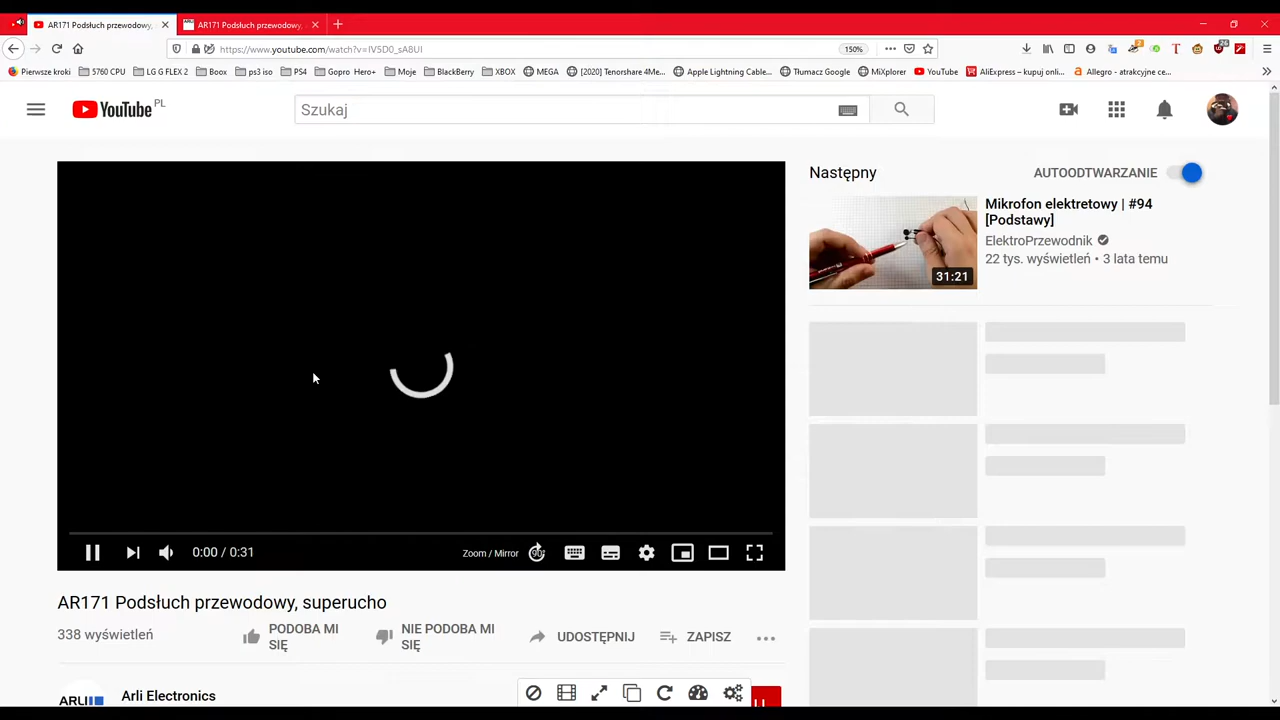 AR171 Podsłuch przewodowy,
AR171 Podsłuch przewodowy,
https://www.youtube.com/watch?v=IV5D0_sA8UI
150%
Pierwsze kroki
5760 CPU
LG G FLEX 2
Boox
ps3 ios
PS4
Gopro Hero+
Moje
BlackBerry
XBOX
MEGA
[2020] Tenorshare 4Me...
Apple Lightning Cable...
Tłumacz Google
MiXplorer
YouTube
AliExpress – kupuj onli...
Allegro - atrakcyjne ce...
YouTube PL
Szukaj
Następny
AUTOODTWARZANIE
Mikrofon elektretowy | #94
[Podstawy]
ElektroPrzewodnik
22 tys. wyświetleń • 3 lata temu
31:21
0:00 / 0:31
Zoom / Mirror
90°
AR171 Podsłuch przewodowy, superucho
338 wyświetleń
PODOBA MI
SIĘ
NIE PODOBA MI
SIĘ
UDOSTĘPNIJ
ZAPISZ
ARLI
Arli Electronics